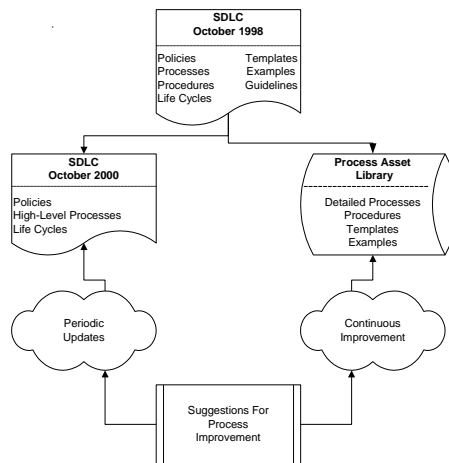 SDLC
October 1998
Policies Templates
Processes Examples
Procedures Guidelines
Life Cycles
SDLC
October 2000
Policies
High-Level Processes
Life Cycles
Process Asset
Library
Detailed Processes
Procedures
Templates
Examples
Periodic
Updates
Continuous
Improvement
Suggestions For
Process
Improvement